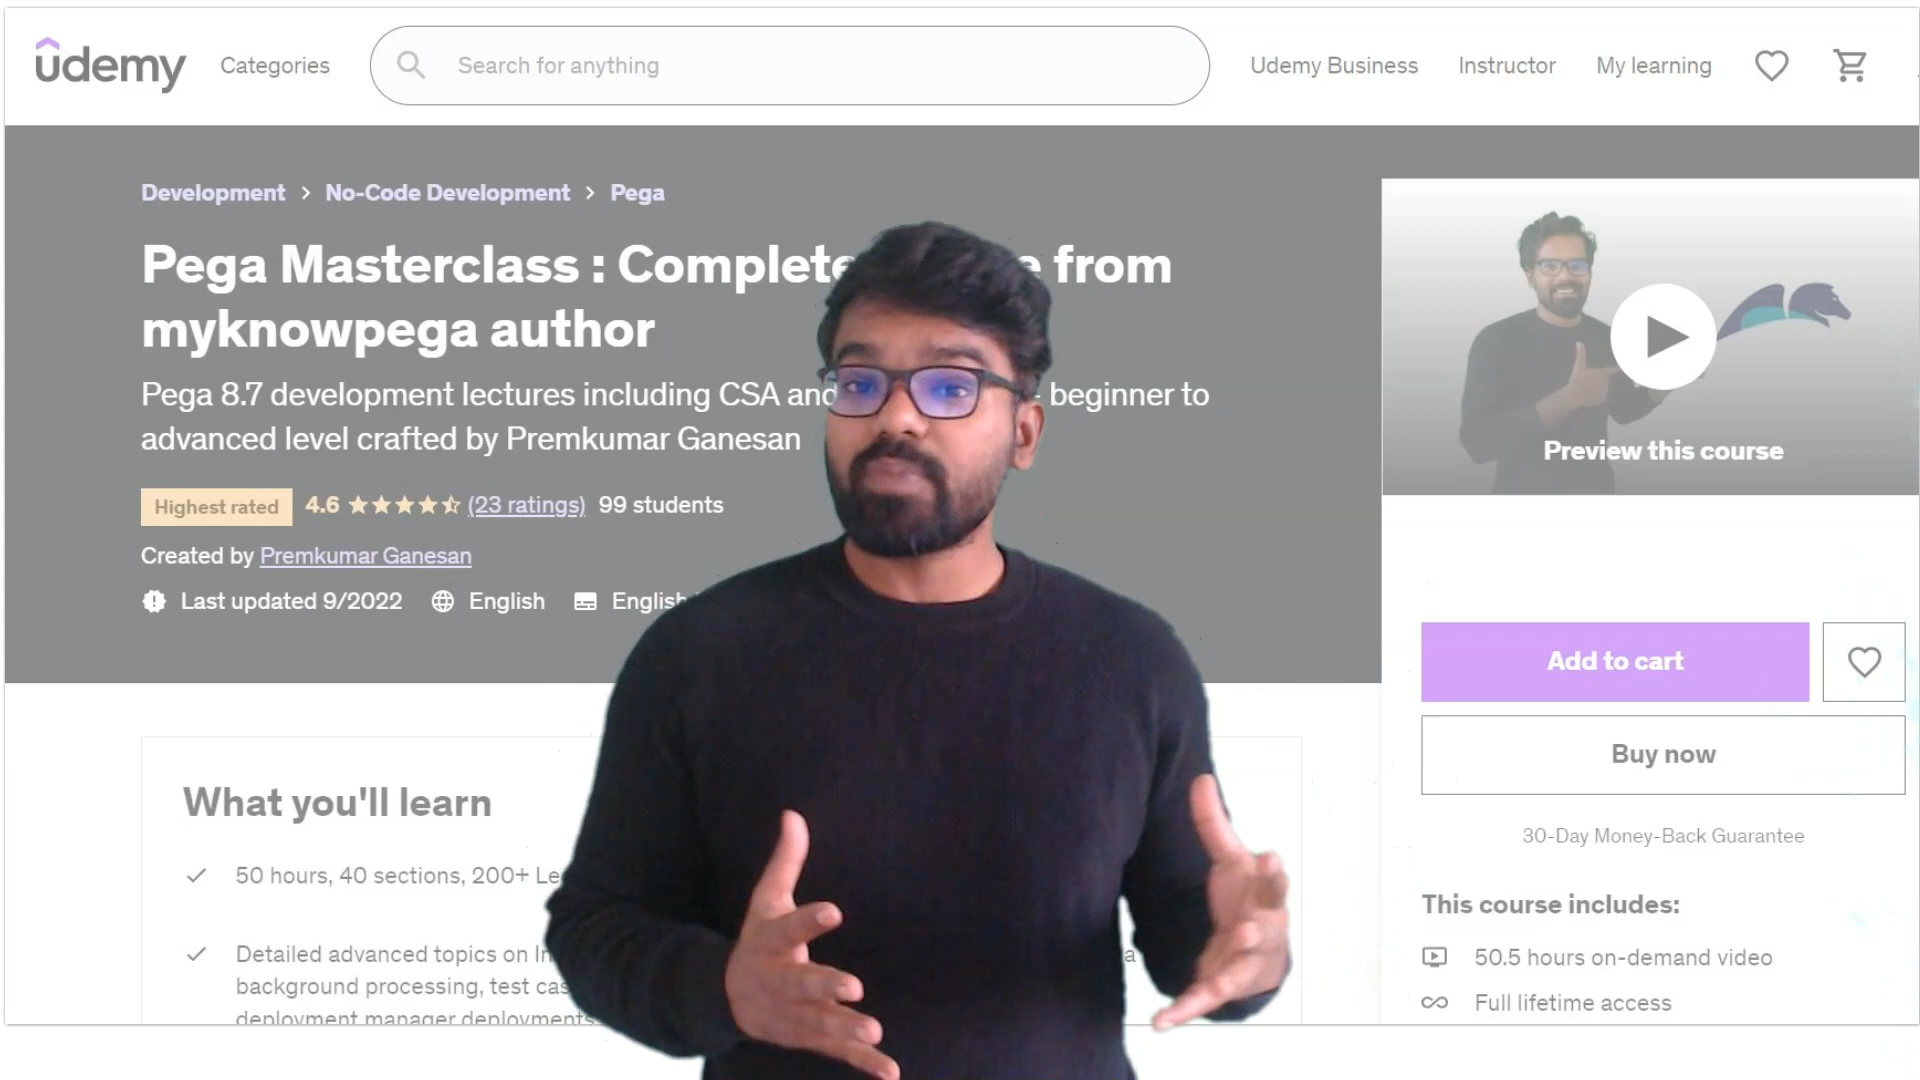 udemy
Categories
Search for anything
Udemy Business
Instructor
My learning
Development > No-Code Development > Pega
Pega Masterclass : Complete from
myknowpega author
Pega 8.7 development lectures including CSA and beginner to
advanced level crafted by Premkumar Ganesan
Highest rated 4.6 (23 ratings) 99 students
Created by Premkumar Ganesan
Last updated 9/2022 English English
Preview this course
Add to cart
Buy now
30-Day Money-Back Guarantee
This course includes:
50.5 hours on-demand video
Full lifetime access
What you'll learn
50 hours, 40 sections, 200+
Detailed advanced topics on
background processing, test
deployment manager deployments